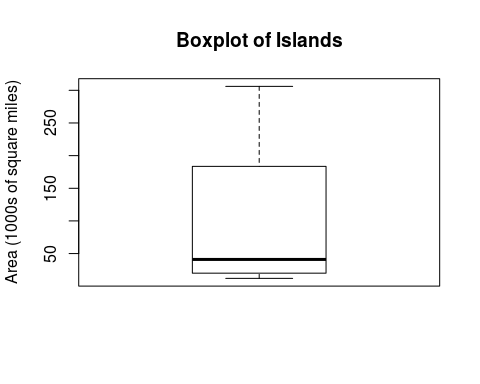 Boxplot of Islands
Area (1000s of square miles)
250
150
50